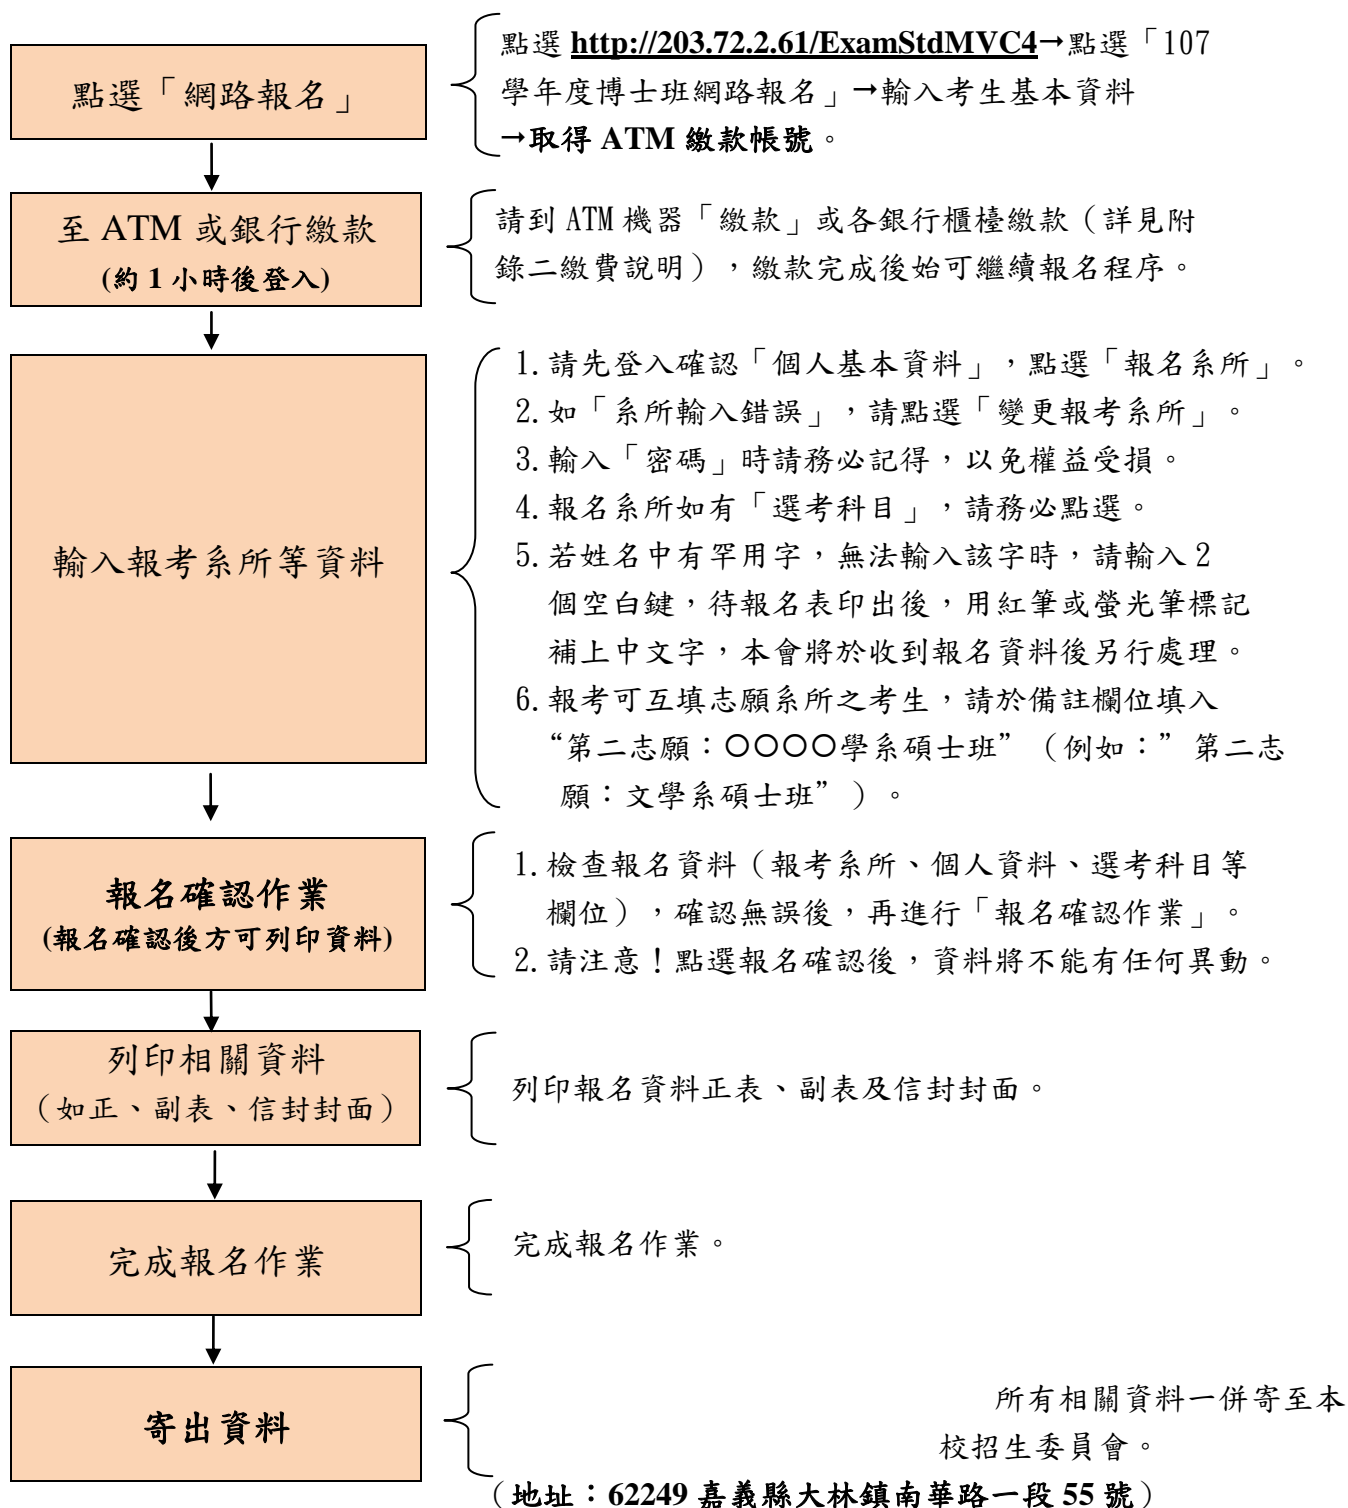 點選「網路報名」
點選 http://203.72.2.61/ExamStdMVC4→點選「107
學年度博士班網路報名」→輸入考生基本資料
→取得 ATM 繳款帳號。
至 ATM 或銀行繳款
(約 1 小時後登入)
請到 ATM 機器「繳款」或各銀行櫃檯繳款（詳見附
錄二繳費說明），繳款完成後始可繼續報名程序。
輸入報考系所等資料
1.請先登入確認「個人基本資料」，點選「報名系所」。
2.如「系所輸入錯誤」，請點選「變更報考系所」。
3.輸入「密碼」時請務必記得，以免權益受損。
4.報名系所如有「選考科目」，請務必點選。
5.若姓名中有罕用字，無法輸入該字時，請輸入 2
個空白鍵，待報名表印出後，用紅筆或螢光筆標記
補上中文字，本會將於收到報名資料後另行處理。
6.報考可互填志願系所之考生，請於備註欄位填入
“第二志願：〇〇〇〇學系碩士班”（例如：”第二志
願：文學系碩士班”）。
報名確認作業
(報名確認後方可列印資料)
1.檢查報名資料（報考系所、個人資料、選考科目等
欄位），確認無誤後，再進行「報名確認作業」。
2.請注意！點選報名確認後，資料將不能有任何異動。
列印相關資料
（如正、副表、信封封面）
列印報名資料正表、副表及信封封面。
完成報名作業
完成報名作業。
寄出資料
所有相關資料一併寄至本
校招生委員會。
（地址：62249 嘉義縣大林鎮南華路一段 55 號）